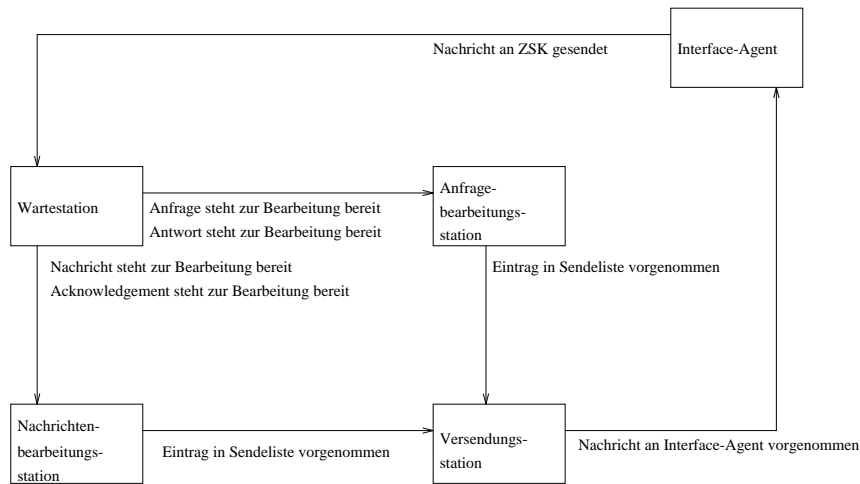 Nachricht an ZSK gesendet
Interface-Agent
Wartestation
Anfrage steht zur Bearbeitung bereit
Antwort steht zur Bearbeitung bereit
Anfrage-
bearbeitungs-
station
Nachricht steht zur Bearbeitung bereit
Acknowledgement steht zur Bearbeitung bereit
Eintrag in Sendeliste vorgenommen
Nachrichten-
bearbeitungs-
station
Eintrag in Sendeliste vorgenommen
Versendungs-
station
Nachricht an Interface-Agent vorgenommen